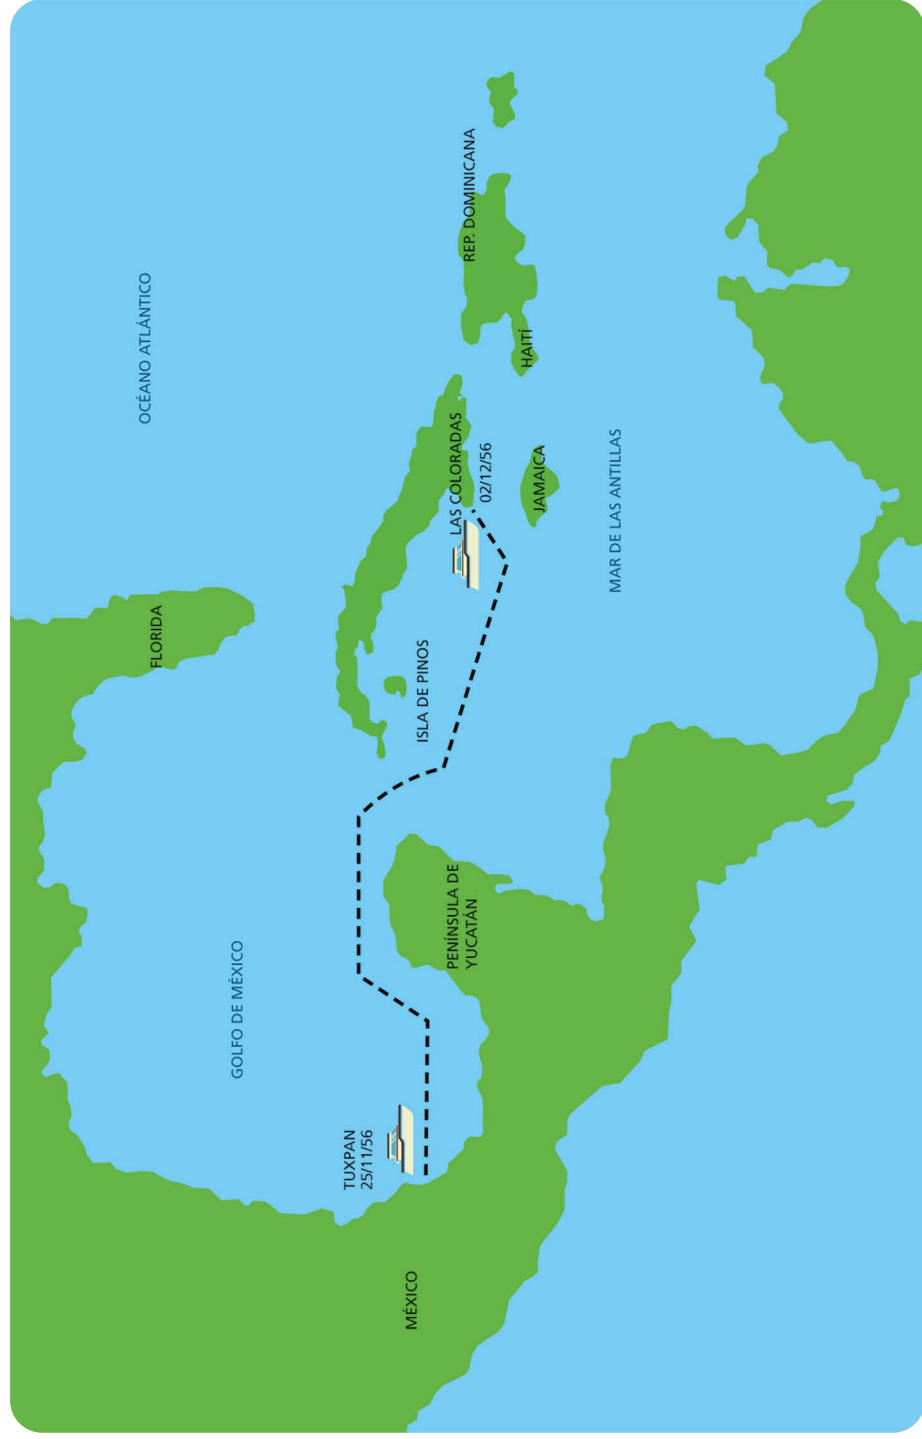 OCÉANO ATLÁNTICO
FLORIDA
GOLFO DE MÉXICO
TUXPAN
25/11/56
MÉXICO
PENÍNSULA DE
YUCATÁN
ISLA DE PINOS
LAS COLORADAS
02/12/56
JAMAICA
HAITÍ
REP. DOMINICANA
MAR DE LAS ANTILLAS